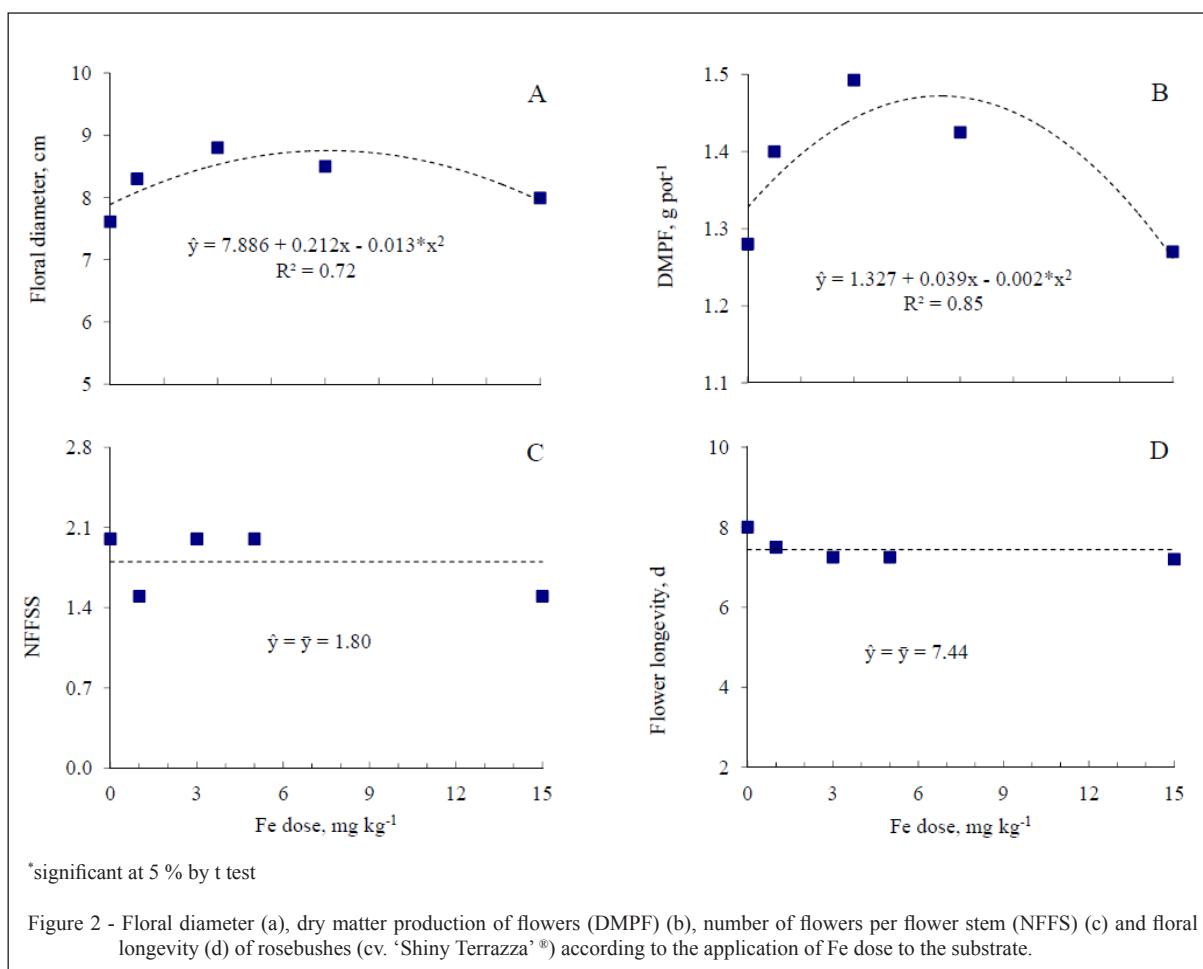 10
9
8
7
6
5
Floral diameter, cm
A
ŷ = 7.886 + 0.212x - 0.013*x²
R² = 0.72
1.5
1.4
1.3
1.2
1.1
DMPF, g pot⁻¹
B
ŷ = 1.327 + 0.039x - 0.002*x²
R² = 0.85
2.8
2.1
1.4
0.7
0.0
NFFSS
C
ŷ = ȳ = 1.80
0 3 6 9 12 15
Fe dose, mg kg⁻¹
10
8
6
4
2
Flower longevity, d
D
ŷ = ȳ = 7.44
0 3 6 9 12 15
Fe dose, mg kg⁻¹
*significant at 5 % by t test
Figure 2 - Floral diameter (a), dry matter production of flowers (DMPF) (b), number of flowers per flower stem (NFFS) (c) and floral
longevity (d) of rosebushes (cv. ‘Shiny Terrazza’ ®) according to the application of Fe dose to the substrate.